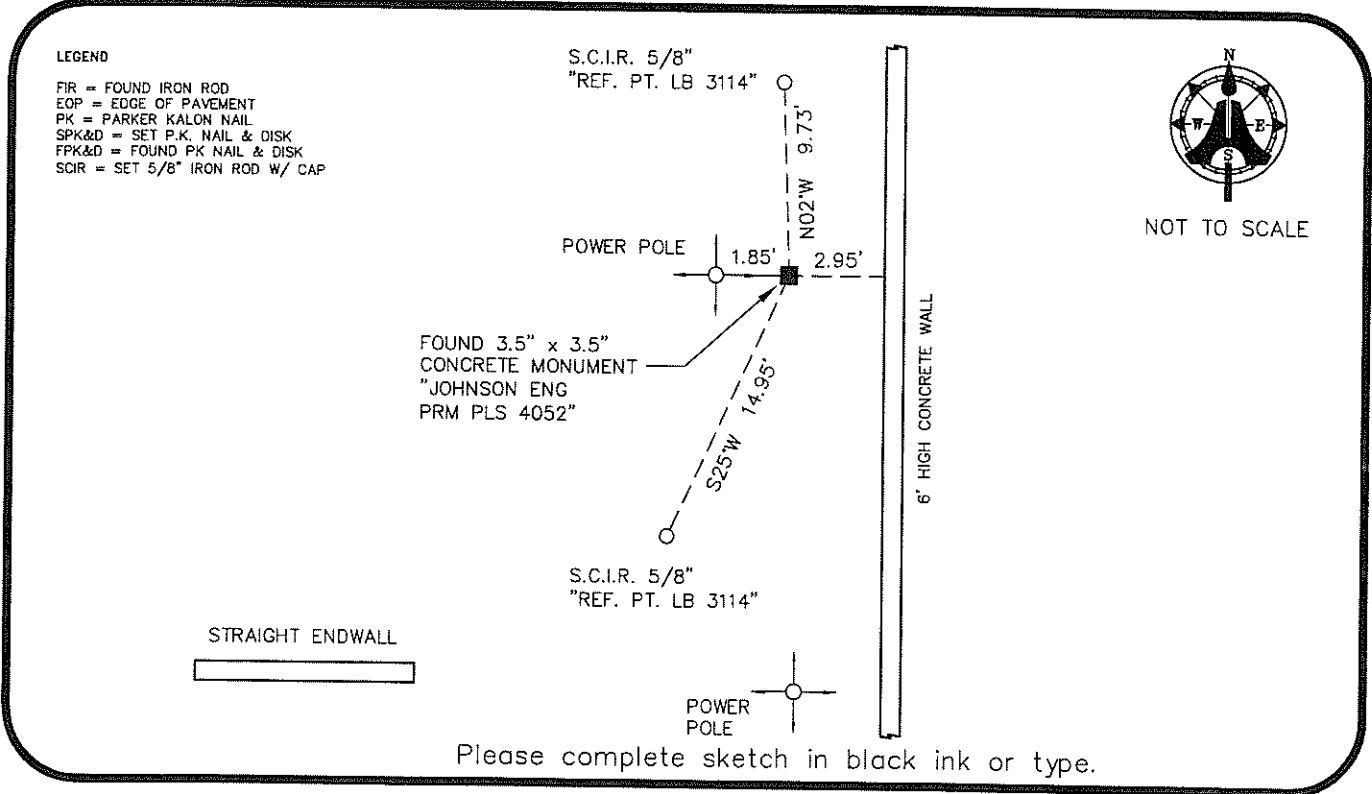 LEGEND
FIR = FOUND IRON ROD
EOP = EDGE OF PAVEMENT
PK = PARKER KALON NAIL
SPK&D = SET P.K. NAIL & DISK
FPK&D = FOUND PK NAIL & DISK
SCIR = SET 5/8" IRON ROD W/ CAP
S.C.I.R. 5/8"
"REF. PT. LB 3114"
N02°W 9.73'
N
W
E
S
NOT TO SCALE
POWER POLE
1.85'
2.95'
FOUND 3.5" x 3.5"
CONCRETE MONUMENT
"JOHNSON ENG
PRM PLS 4052"
6' HIGH CONCRETE WALL
S25°W 14.95'
S.C.I.R. 5/8"
"REF. PT. LB 3114"
STRAIGHT ENDWALL
POWER
POLE
Please complete sketch in black ink or type.